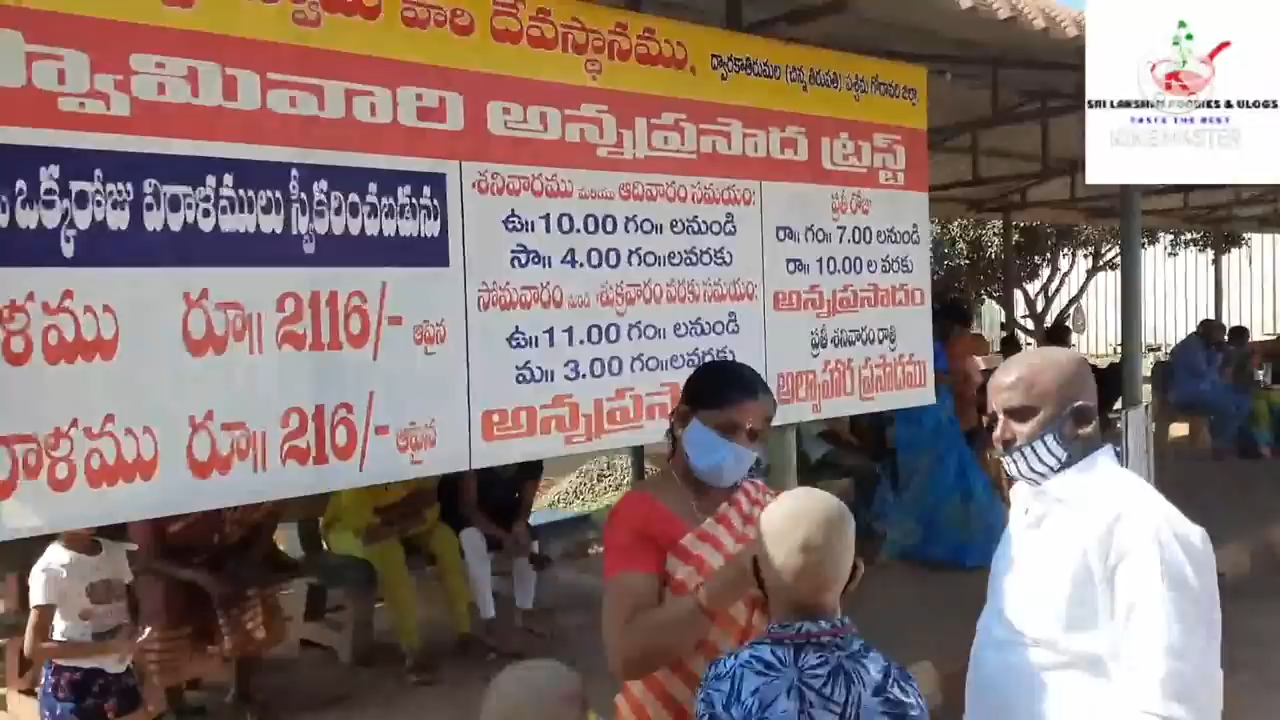 స్వామి వారి దేవస్థానము,
ద్వారకాతిరుమల (చిన్న తిరుపతి) పశ్చిమ గోదావరి జిల్లా
స్వామివారి అన్నప్రసాద ట్రస్ట్
ఒక్కరోజు విరాళములు స్వీకరించబడును
రూ॥ 2116/- ఆపైన
రూ॥ 216/- ఆపైన
శనివారము మరియు ఆదివారం సమయం:
ఉ॥ 10.00 గం॥ లనుండి
సా॥ 4.00 గం॥లవరకు
సోమవారం నుండి శుక్రవారం వరకు సమయం:
ఉ॥ 11.00 గం॥ లనుండి
మ॥ 3.00 గం॥లవరకు
ప్రతీ రోజు
రా॥ గం॥ 7.00 లనుండి
రా॥ 10.00 ల వరకు
అన్నప్రసాదం
ప్రతీ శనివారం రాత్రి
అల్పాహార ప్రసాదము
SRI LAKSHMI FOODIES & VLOGS
TASTE THE BEST
KINEMASTER